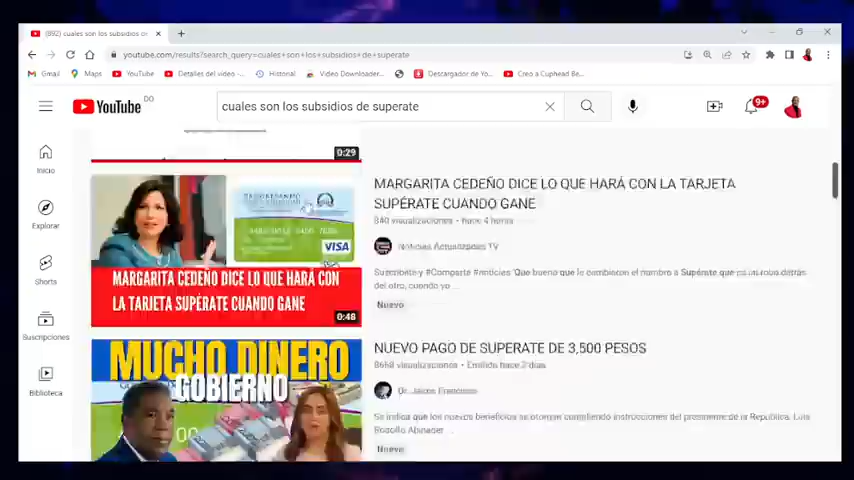 (892) cuales son los subsidios de
youtube.com/results?search_query=cuales+son+los+subsidios+de+superate
Gmail
Maps
YouTube
Detalles del vídeo -...
Historial
Video Downloader...
Descargador de Yo...
Creo a Cuphead Be...
YouTube DO
cuales son los subsidios de superate
9+
Inicio
Explorar
Shorts
Suscripciones
Biblioteca
0:29
VISA
MARGARITA CEDEÑO DICE LO QUE HARÁ CON
LA TARJETA SUPÉRATE CUANDO GANE
0:48
MARGARITA CEDEÑO DICE LO QUE HARÁ CON LA TARJETA
SUPÉRATE CUANDO GANE
840 visualizaciones • hace 4 horas
Noticias Actualizadas TV
Suscribete y #Comparte #noticias 'Que bueno que le cambiaron el nombre a Supérate que es un robo detrás
del otro, cuando yo ...
Nuevo
MUCHO DINERO
GOBIERNO
NUEVO PAGO DE SUPERATE DE 3,500 PESOS
8668 visualizaciones • Emitido hace 2 días
Francisco
Se indica que los nuevos beneficios se otorgan cumpliendo instrucciones del presidente de la República, Luis
Rodolfo Abinader ...
Nuevo